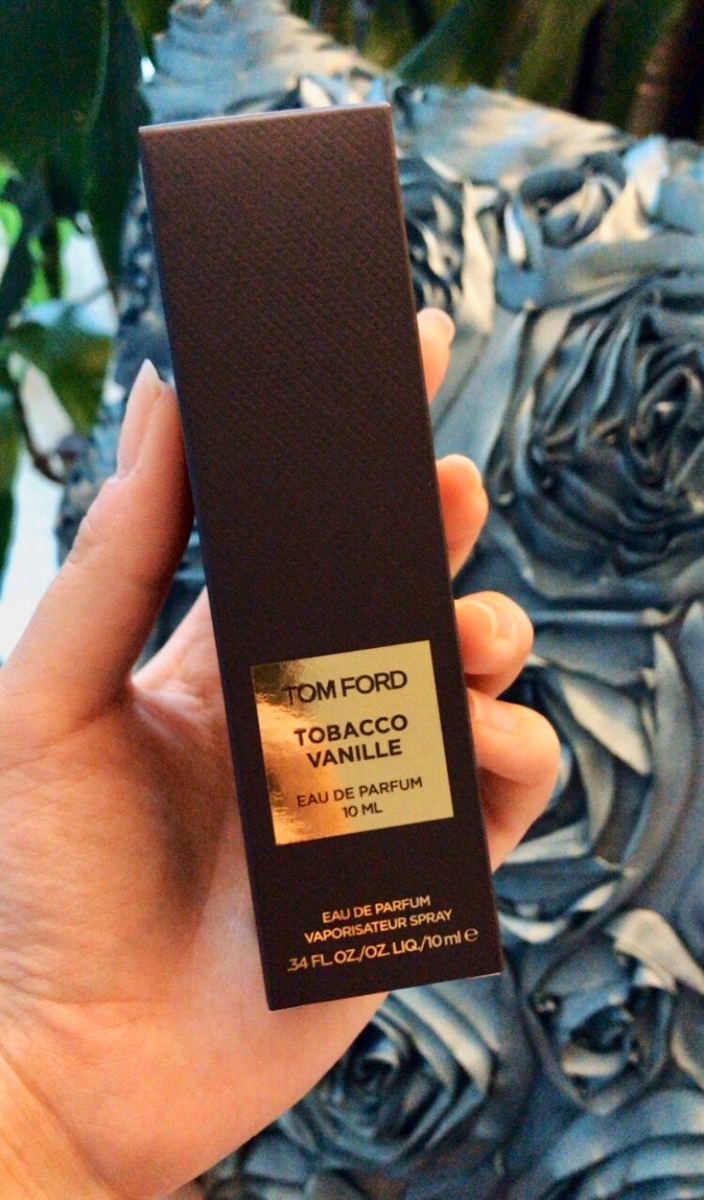 TOM FORD
TOBACCO
VANILLE
EAU DE PARFUM
10 ML
EAU DE PARFUM
VAPORISATEUR SPRAY
.34 FL. OZ./OZ. LIQ./10 ml ℮